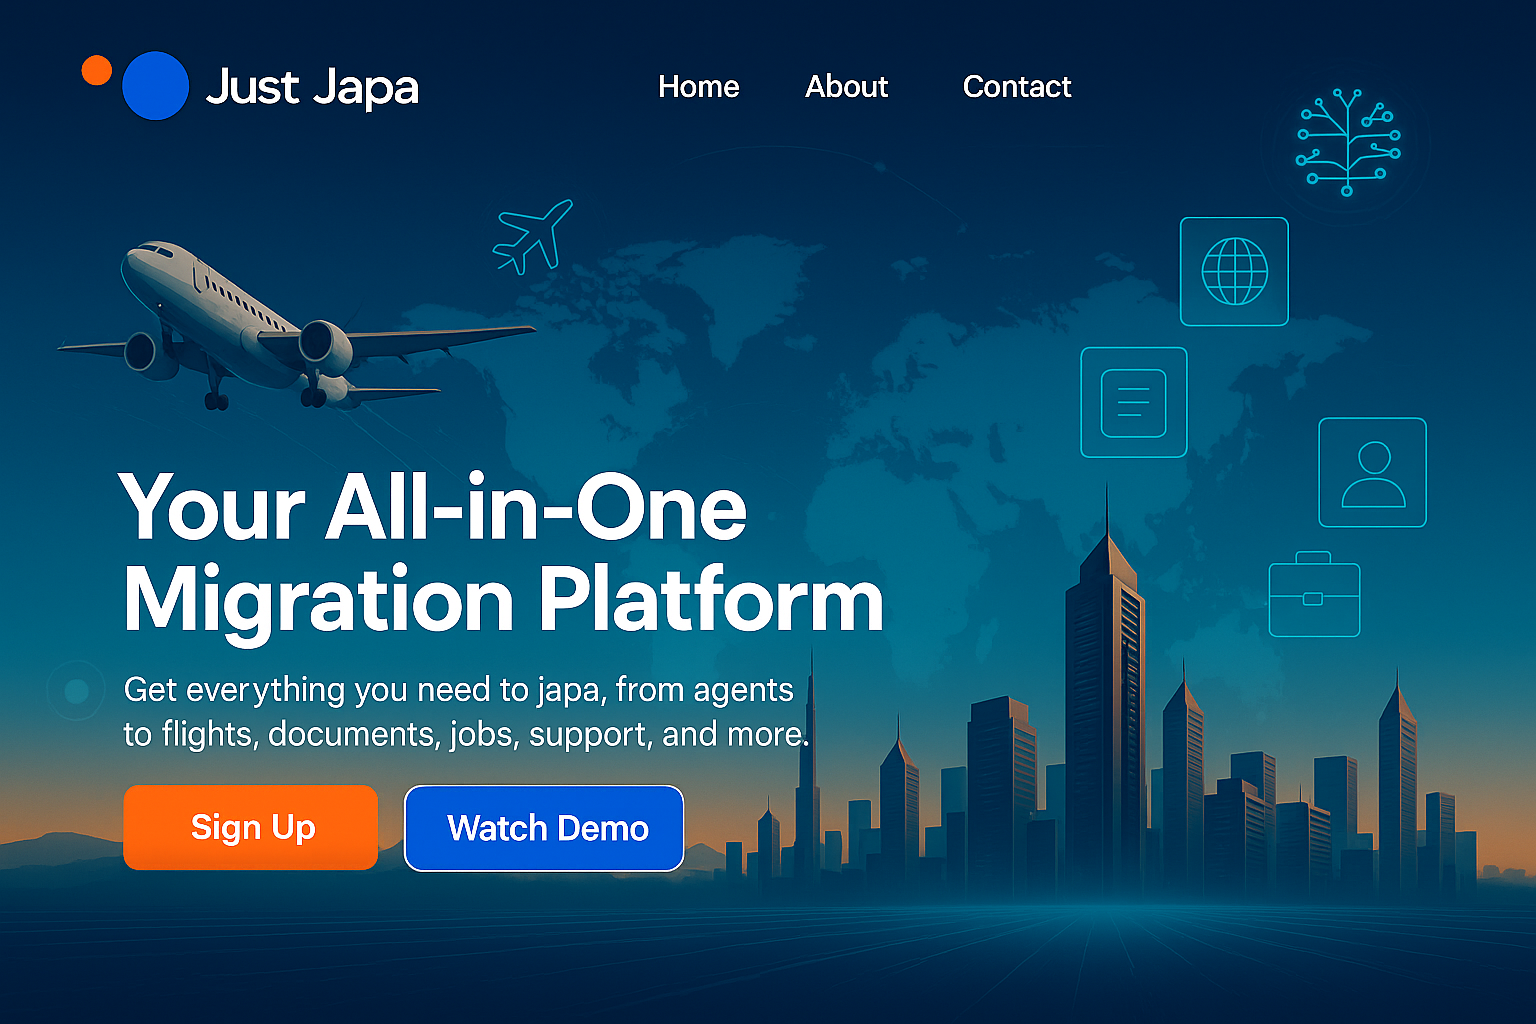 Just Japa
Home
About
Contact
Your All-in-One
Migration Platform
Get everything you need to japa, from agents
to flights, documents, jobs, support, and more.
Sign Up
Watch Demo